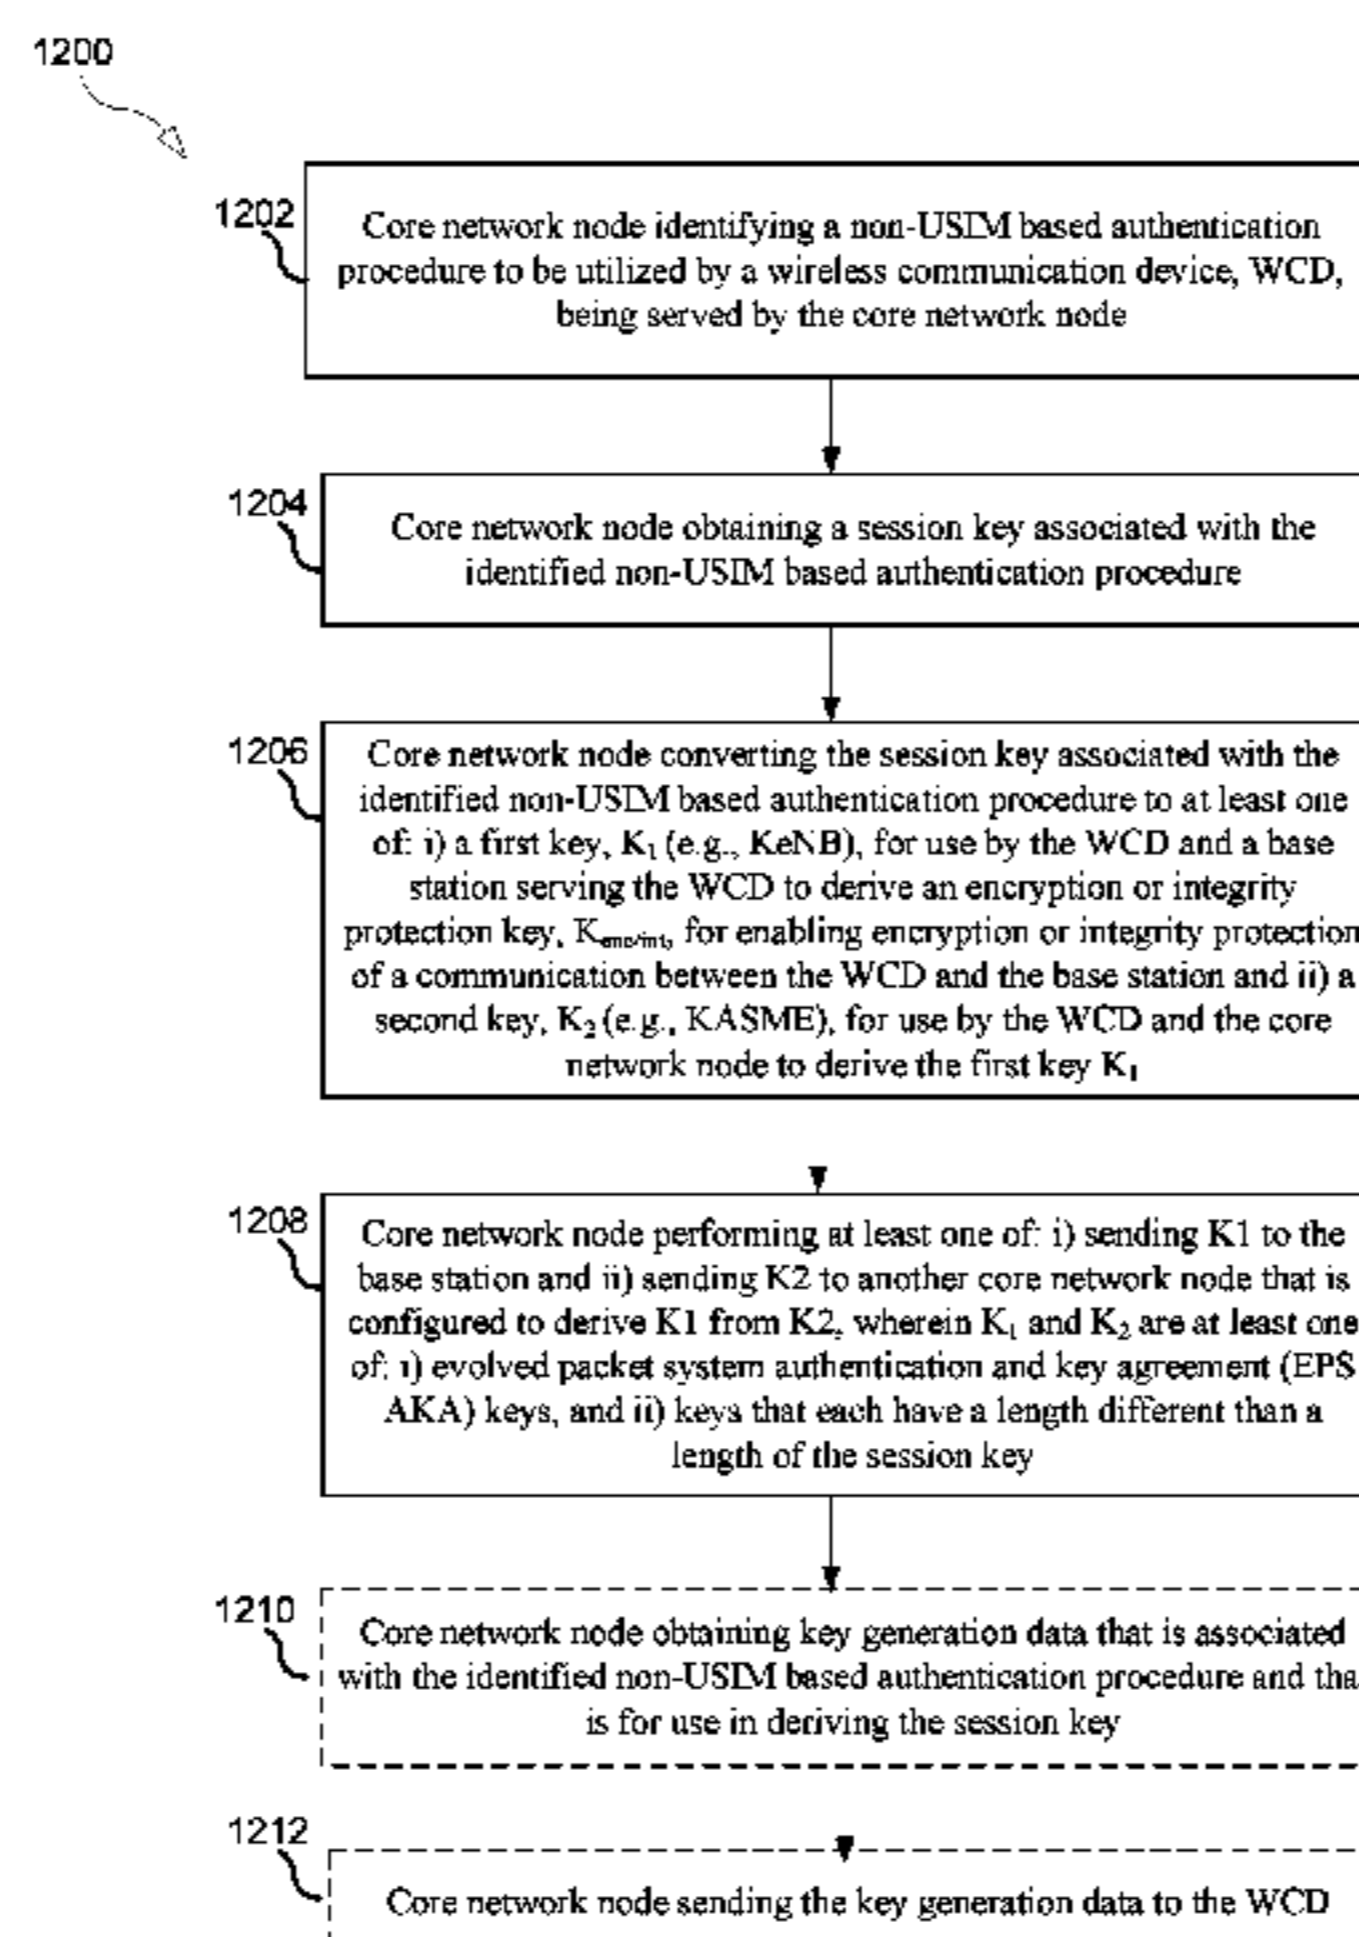 1200
1202
Core network node identifying a non-USIM based authentication
procedure to be utilized by a wireless communication device, WCD,
being served by the core network node
1204
Core network node obtaining a session key associated with the
identified non-USIM based authentication procedure
1206
Core network node converting the session key associated with the
identified non-USIM based authentication procedure to at least one
of: i) a first key, K₁ (e.g., KeNB), for use by the WCD and a base
station serving the WCD to derive an encryption or integrity
protection key, Kenc/int, for enabling encryption or integrity protection
of a communication between the WCD and the base station and ii) a
second key, K₂ (e.g., KASME), for use by the WCD and the core
network node to derive the first key K₁
1208
Core network node performing at least one of: i) sending K1 to the
base station and ii) sending K2 to another core network node that is
configured to derive K1 from K2, wherein K₁ and K₂ are at least one
of: i) evolved packet system authentication and key agreement (EPS
AKA) keys, and ii) keys that each have a length different than a
length of the session key
1210
Core network node obtaining key generation data that is associated
with the identified non-USIM based authentication procedure and tha
is for use in deriving the session key
1212
Core network node sending the key generation data to the WCD